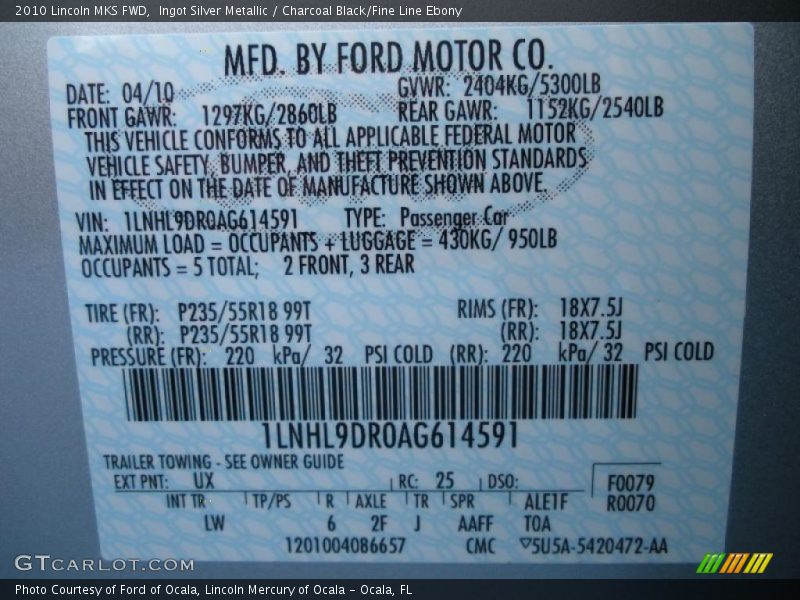 2010 Lincoln MKS FWD,  Ingot Silver Metallic / Charcoal Black/Fine Line Ebony
MFD. BY FORD MOTOR CO.
DATE: 04/10 GVWR: 2404KG/5300LB
FRONT GAWR: 1297KG/2860LB REAR GAWR: 1152KG/2540LB
THIS VEHICLE CONFORMS TO ALL APPLICABLE FEDERAL MOTOR
VEHICLE SAFETY, BUMPER, AND THEFT PREVENTION STANDARDS
IN EFFECT ON THE DATE OF MANUFACTURE SHOWN ABOVE.
VIN: 1LNHL9DR0AG614591 TYPE: Passenger Car
MAXIMUM LOAD = OCCUPANTS + LUGGAGE = 430KG/ 950LB
OCCUPANTS = 5 TOTAL; 2 FRONT, 3 REAR
TIRE (FR): P235/55R18 99T RIMS (FR): 18X7.5J
(RR): P235/55R18 99T (RR): 18X7.5J
PRESSURE (FR): 220 kPa/ 32 PSI COLD (RR): 220 kPa/ 32 PSI COLD
1LNHL9DR0AG614591
TRAILER TOWING - SEE OWNER GUIDE
EXT PNT: UX RC: 25 DSO: F0079
INT TR TP/PS R AXLE TR SPR ALE1F R0070
LW 6 2F J AAFF T0A
1201004086657 CMC ▽5U5A-5420472-AA
GTCARLOT.COM
Photo Courtesy of Ford of Ocala, Lincoln Mercury of Ocala – Ocala, FL